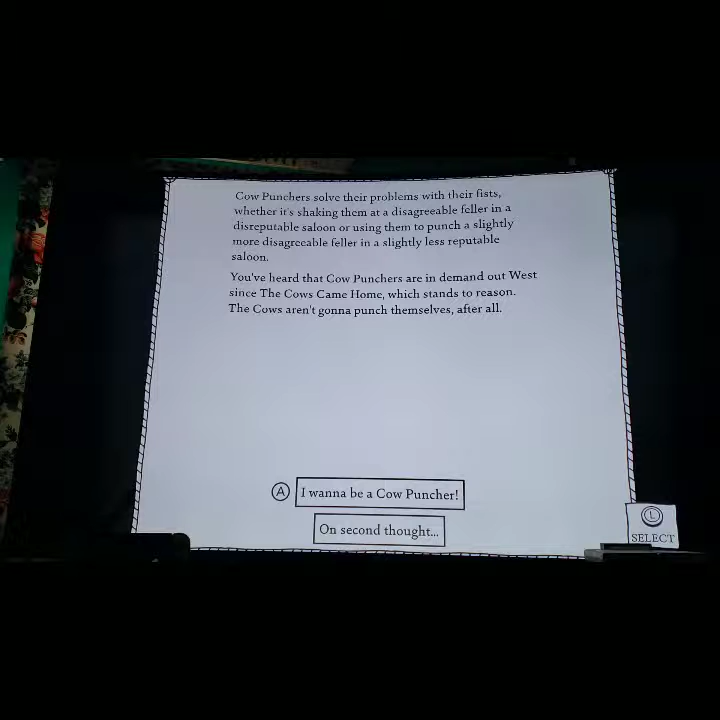 Cow Punchers solve their problems with their fists,
whether it's shaking them at a disagreeable feller in a
disreputable saloon or using them to punch a slightly
more disagreeable feller in a slightly less reputable
saloon.
You've heard that Cow Punchers are in demand out West
since The Cows Came Home, which stands to reason.
The Cows aren't gonna punch themselves, after all.
A I wanna be a Cow Puncher!
On second thought...
L
SELECT